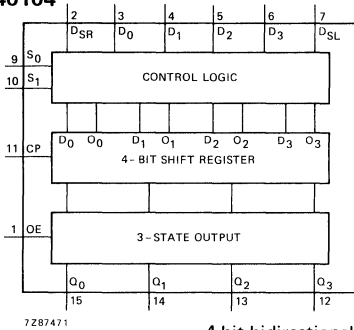 40104
2 3 4 5 6 7
DSR D0 D1 D2 D3 DSL
9 S0
10 S1
CONTROL LOGIC
D0 O0 D1 O1 D2 O2 D3 O3
11 CP
4-BIT SHIFT REGISTER
1 OE
3-STATE OUTPUT
Q0 Q1 Q2 Q3
15 14 13 12
7Z87471
4-bit bidirectional